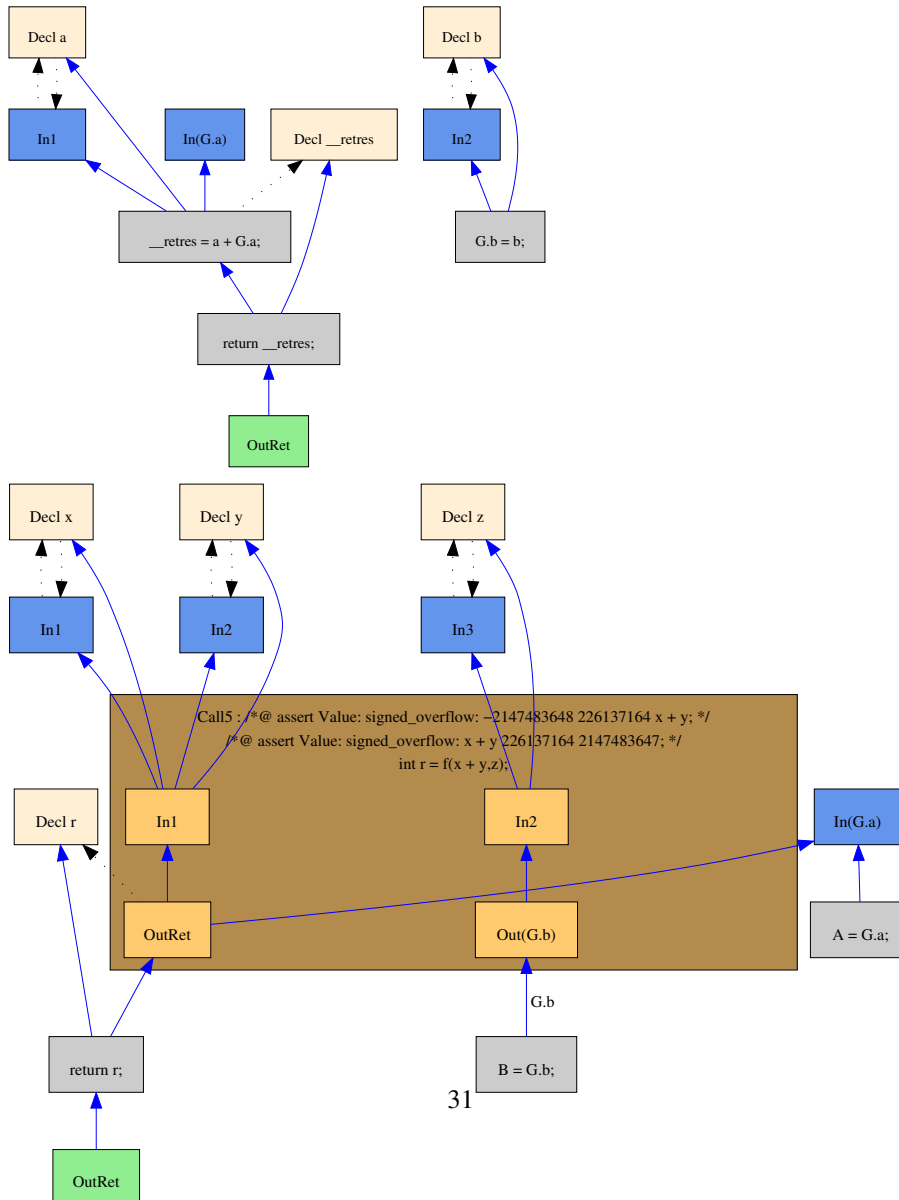 Decl a
Decl b
In1
In(G.a)
Decl __retres
In2
__retres = a + G.a;
G.b = b;
return __retres;
OutRet
Decl x
Decl y
Decl z
In1
In2
In3
Call5 : /*@ assert Value: signed_overflow: −2147483648 226137164 x + y; */
/*@ assert Value: signed_overflow: x + y 226137164 2147483647; */
int r = f(x + y,z);
Decl r
In1
In2
In(G.a)
OutRet
Out(G.b)
A = G.a;
G.b
return r;
B = G.b;
31
OutRet